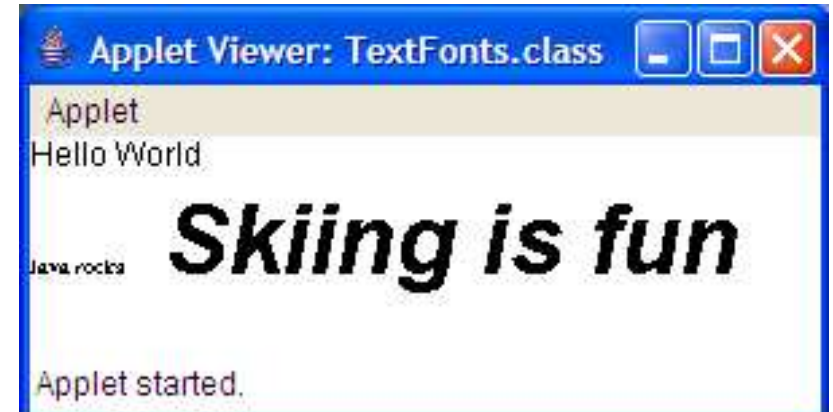 Applet Viewer: TextFonts.class
Applet
Hello World
Java rocks Skiing is fun
Applet started.